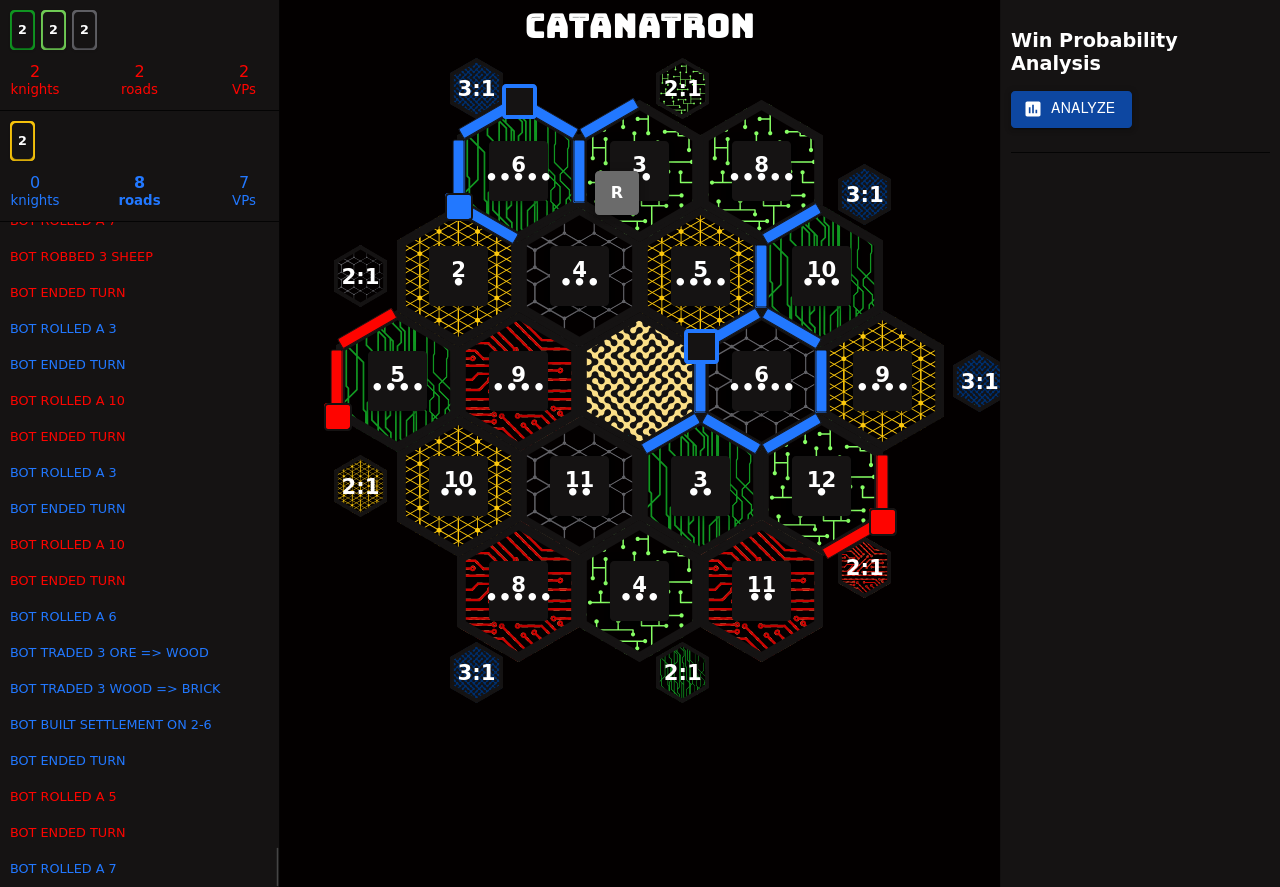 CATANATRON
2 2 2
2 2 2
knights roads VPs
2
0 8 7
knights roads VPs
BOT ROLLED A 7
BOT ROBBED 3 SHEEP
BOT ENDED TURN
BOT ROLLED A 3
BOT ENDED TURN
BOT ROLLED A 10
BOT ENDED TURN
BOT ROLLED A 3
BOT ENDED TURN
BOT ROLLED A 10
BOT ENDED TURN
BOT ROLLED A 6
BOT TRADED 3 ORE => WOOD
BOT TRADED 3 WOOD => BRICK
BOT BUILT SETTLEMENT ON 2-6
BOT ENDED TURN
BOT ROLLED A 5
BOT ENDED TURN
BOT ROLLED A 7
3:1 2:1
6 3 8
R
3:1
2:1 2 4 5 10
5 9 6 9 3:1
2:1 10 11 3 12
2:1
8 4 11
3:1 2:1
Win Probability
Analysis
ANALYZE